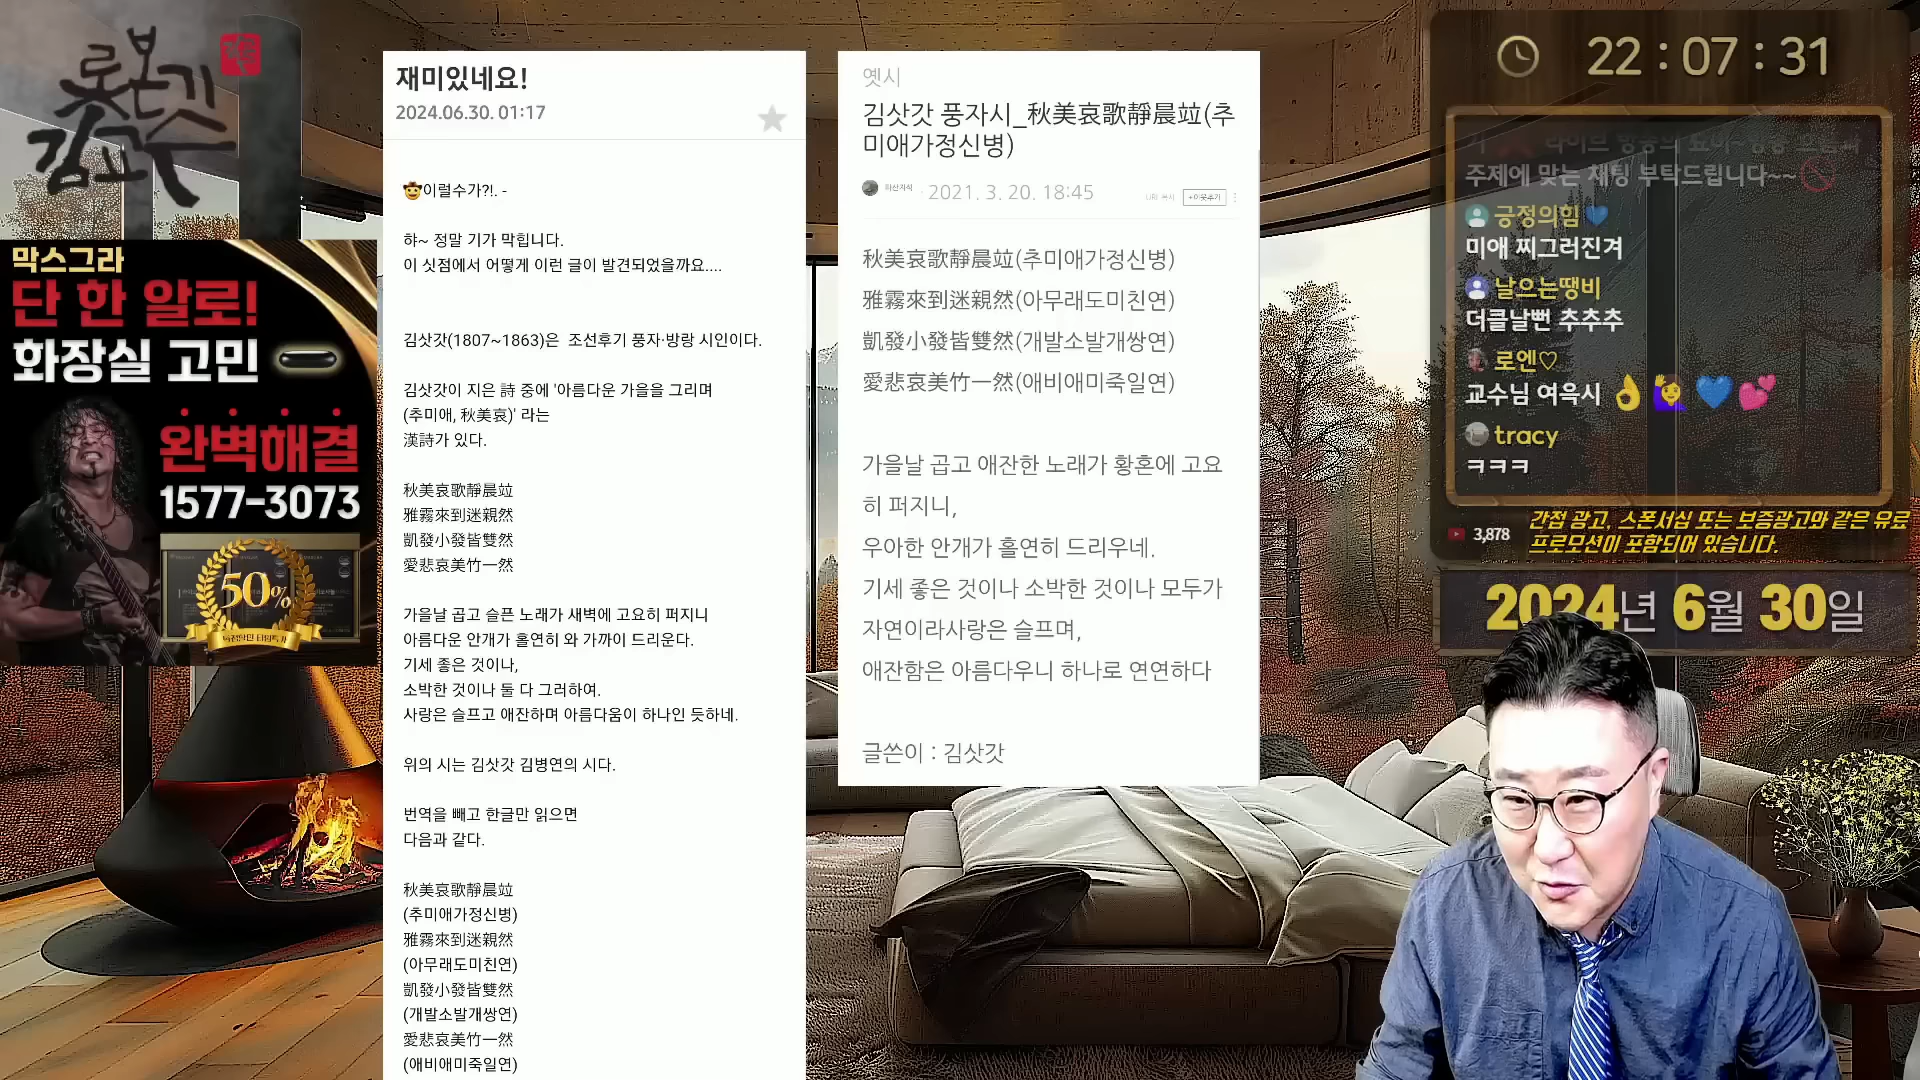 롯본기
김교수
막스그라
단 한 알로!
화장실 고민
완벽해결
1577-3073
50%
재미있네요!
2024.06.30. 01:17
🤠이럴수가?!. -
햐~ 정말 기가 막힙니다.
이 싯점에서 어떻게 이런 글이 발견되었을까요....
김삿갓(1807~1863)은 조선후기 풍자·방랑 시인이다.
김삿갓이 지은 詩 중에 '아름다운 가을을 그리며
(추미애, 秋美哀)' 라는
漢詩가 있다.
秋美哀歌靜晨竝
雅霧來到迷親然
凱發小發皆雙然
愛悲哀美竹一然
가을날 곱고 슬픈 노래가 새벽에 고요히 퍼지니
아름다운 안개가 홀연히 와 가까이 드리운다.
기세 좋은 것이나,
소박한 것이나 둘 다 그러하여.
사랑은 슬프고 애잔하며 아름다움이 하나인 듯하네.
위의 시는 김삿갓 김병연의 시다.
번역을 빼고 한글만 읽으면
다음과 같다.
秋美哀歌靜晨竝
(추미애가정신병)
雅霧來到迷親然
(아무래도미친연)
凱發小發皆雙然
(개발소발개쌍연)
愛悲哀美竹一然
(애비애미죽일연)
옛시
김삿갓 풍자시_秋美哀歌靜晨竝(추
미애가정신병)
2021. 3. 20. 18:45
URL 복사
+이웃추가
秋美哀歌靜晨竝(추미애가정신병)
雅霧來到迷親然(아무래도미친연)
凱發小發皆雙然(개발소발개쌍연)
愛悲哀美竹一然(애비애미죽일연)
가을날 곱고 애잔한 노래가 황혼에 고요
히 퍼지니,
우아한 안개가 홀연히 드리우네.
기세 좋은 것이나 소박한 것이나 모두가
자연이라사랑은 슬프며,
애잔함은 아름다우니 하나로 연연하다
글쓴이 : 김삿갓
22 : 07 : 31
주제에 맞는 채팅 부탁드립니다~~🚫
긍정의힘💙
미애 찌그러진겨
날으는땡비
더클날뻔 추추추
로엔♡
교수님 여윽시 👌🙋‍♀️💙💕
tracy
ㅋㅋㅋ
3,878
간접 광고, 스폰서십 또는 보증광고와 같은 유료
프로모션이 포함되어 있습니다.
2024년 6월 30일